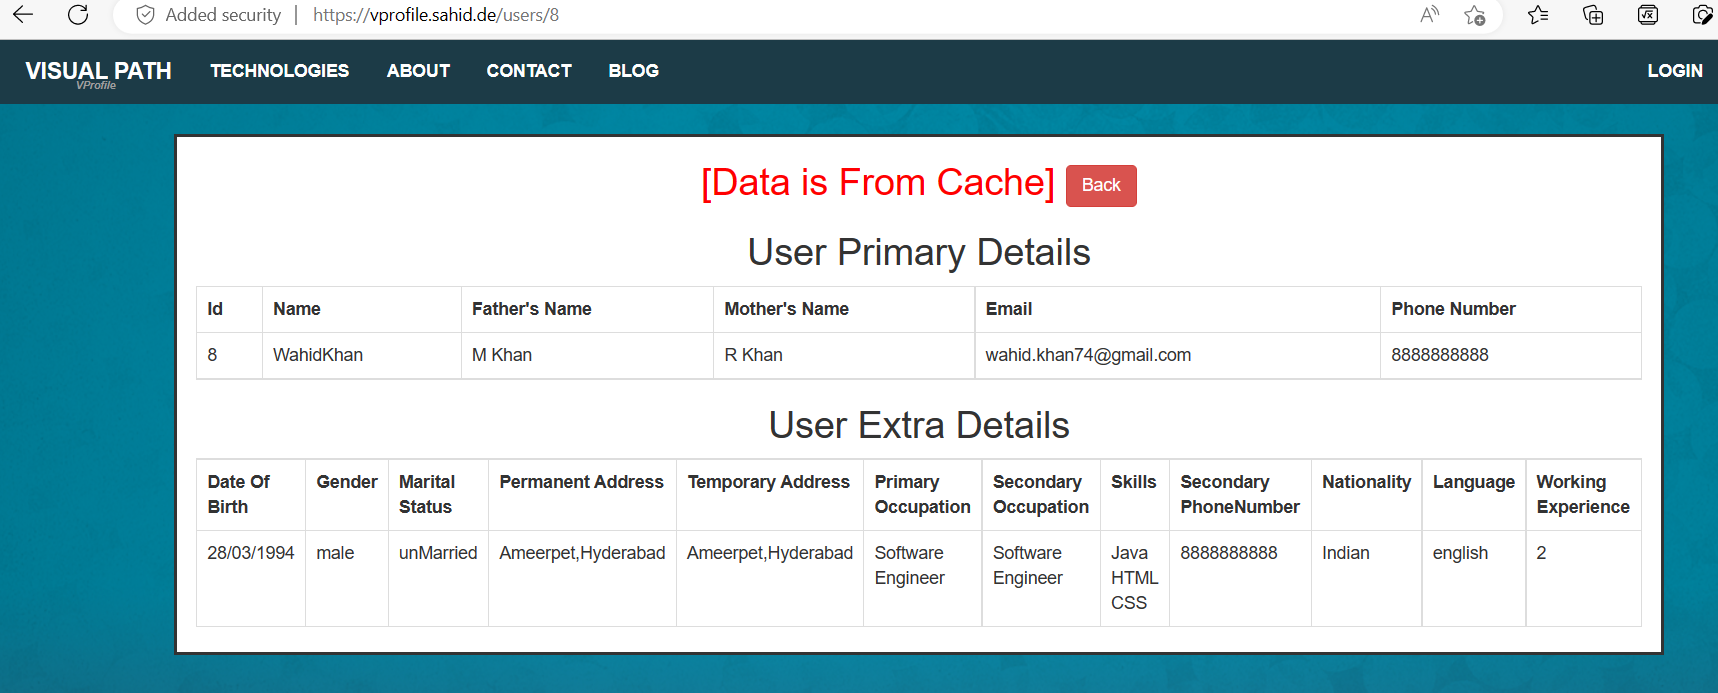 Added security | https://vprofile.sahid.de/users/8
VISUAL PATH TECHNOLOGIES ABOUT CONTACT BLOG LOGIN
VProfile
[Data is From Cache] Back
User Primary Details
Id Name Father's Name Mother's Name Email Phone Number
8 WahidKhan M Khan R Khan wahid.khan74@gmail.com 8888888888
User Extra Details
Date Of Birth Gender Marital Status Permanent Address Temporary Address Primary Occupation Secondary Occupation Skills Secondary PhoneNumber Nationality Language Working Experience
28/03/1994 male unMarried Ameerpet,Hyderabad Ameerpet,Hyderabad Software Engineer Software Engineer Java HTML CSS 8888888888 Indian english 2